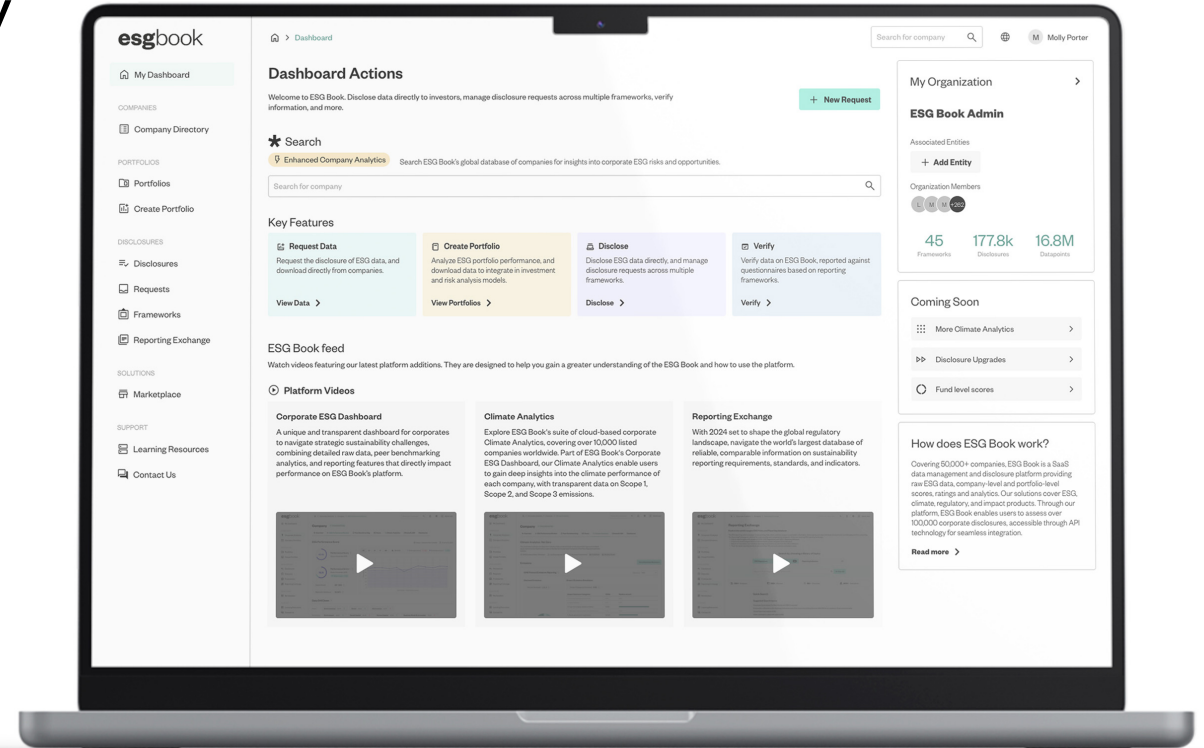 esgbook
My Dashboard
COMPANIES
Company Directory
PORTFOLIOS
Portfolios
Create Portfolio
DISCLOSURES
Disclosures
Requests
Frameworks
Reporting Exchange
SOLUTIONS
Marketplace
SUPPORT
Learning Resources
Contact Us
> Dashboard
Search for company
M Molly Porter
Dashboard Actions
Welcome to ESG Book. Disclose data directly to investors, manage disclosure requests across multiple frameworks, verify
information, and more.
+ New Request
Search
Enhanced Company Analytics
Search ESG Book's global database of companies for insights into corporate ESG risks and opportunities.
Search for company
Key Features
Request Data
Request the disclosure of ESG data, and
download directly from companies.
View Data >
Create Portfolio
Analyze ESG portfolio performance, and
download data to integrate in investment
and risk analysis models.
View Portfolios >
Disclose
Disclose ESG data directly, and manage
disclosure requests across multiple
frameworks.
Disclose >
Verify
Verify data on ESG Book, reported against
questionnaires based on reporting
frameworks.
Verify >
ESG Book feed
Watch videos featuring our latest platform additions. They are designed to help you gain a greater understanding of the ESG Book and how to use the platform.
Platform Videos
Corporate ESG Dashboard
A unique and transparent dashboard for corporates
to navigate strategic sustainability challenges,
combining detailed raw data, peer benchmarking
analytics, and reporting features that directly impact
performance on ESG Book's platform.
Climate Analytics
Explore ESG Book's suite of cloud-based corporate
Climate Analytics, covering over 10,000 listed
companies worldwide. Part of ESG Book's Corporate
ESG Dashboard, our Climate Analytics enable users
to gain deep insights into the climate performance of
each company, with transparent data on Scope 1,
Scope 2, and Scope 3 emissions.
Reporting Exchange
With 2024 set to shape the global regulatory
landscape, navigate the world's largest database of
reliable, comparable information on sustainability
reporting requirements, standards, and indicators.
My Organization >
ESG Book Admin
Associated Entities
+ Add Entity
Organization Members
L M M +262
45 177.8k 16.8M
Frameworks Disclosures Datapoints
Coming Soon
More Climate Analytics >
Disclosure Upgrades >
Fund level scores >
How does ESG Book work?
Covering 50,000+ companies, ESG Book is a SaaS
data management and disclosure platform providing
raw ESG data, company-level and portfolio-level
scores, ratings and analytics. Our solutions cover ESG,
climate, regulatory, and impact products. Through our
platform, ESG Book enables users to assess over
100,000 corporate disclosures, accessible through API
technology for seamless integration.
Read more >